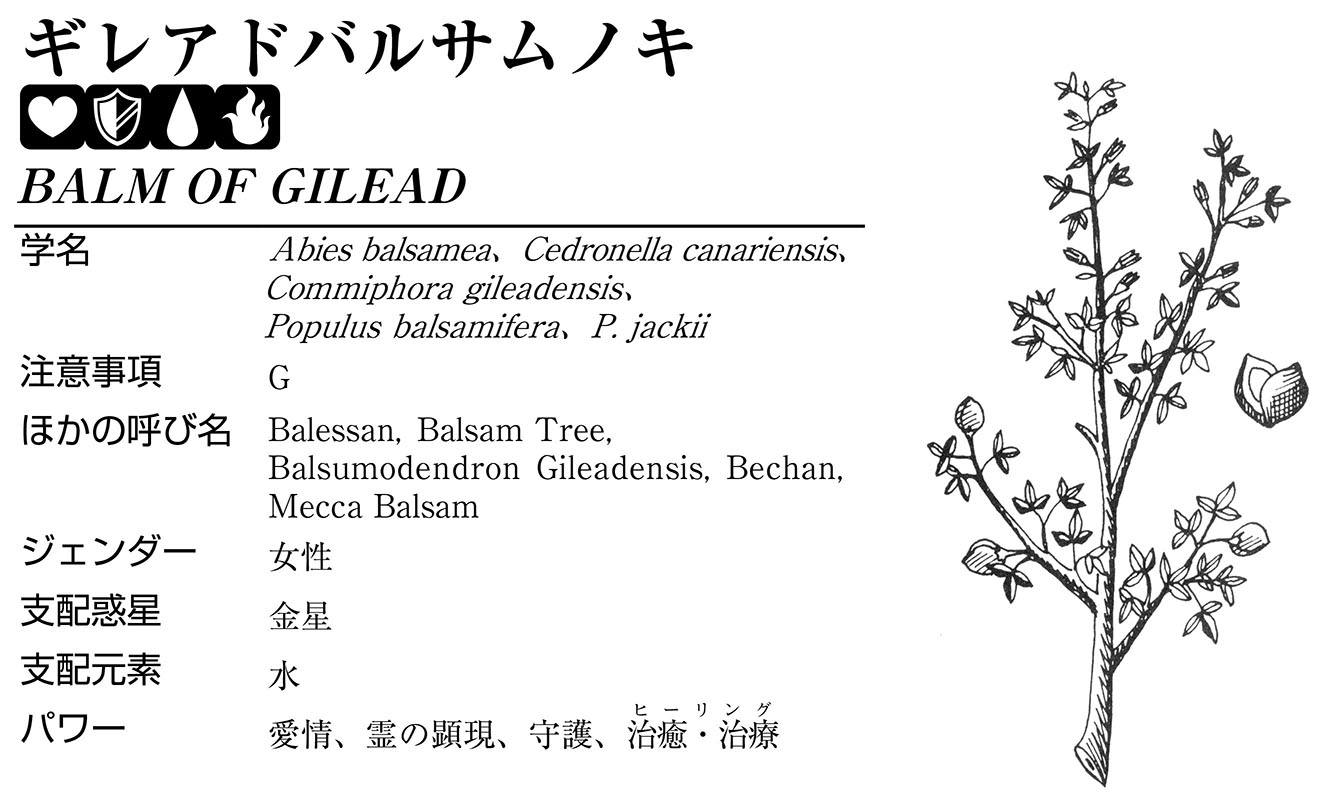 ギレアドバルサムノキ
BALM OF GILEAD
学名 Abies balsamea、Cedronella canariensis、
Commiphora gileadensis、
Populus balsamifera、P. jackii
注意事項 G
ほかの呼び名 Balessan, Balsam Tree,
Balsumodendron Gileadensis, Bechan,
Mecca Balsam
ジェンダー 女性
支配惑星 金星
支配元素 水
ヒーリング
パワー 愛情、霊の顕現、守護、治癒・治療